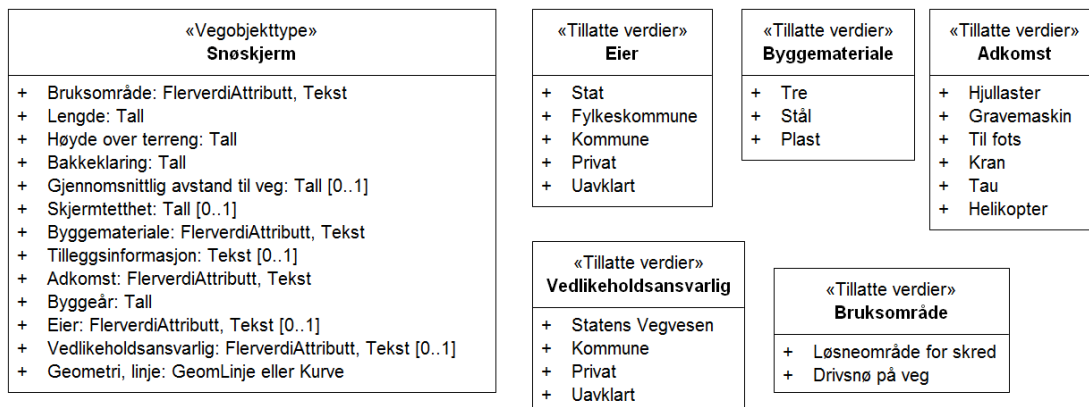 «Vegobjekttype»
Snøskjerm
+ Bruksområde: FlerverdiAttributt, Tekst
+ Lengde: Tall
+ Høyde over terreng: Tall
+ Bakkeklaring: Tall
+ Gjennomsnittlig avstand til veg: Tall [0..1]
+ Skjermtetthet: Tall [0..1]
+ Byggemateriale: FlerverdiAttributt, Tekst
+ Tilleggsinformasjon: Tekst [0..1]
+ Adkomst: FlerverdiAttributt, Tekst
+ Byggeår: Tall
+ Eier: FlerverdiAttributt, Tekst [0..1]
+ Vedlikeholdsansvarlig: FlerverdiAttributt, Tekst [0..1]
+ Geometri, linje: GeomLinje eller Kurve
«Tillatte verdier»
Eier
+ Stat
+ Fylkeskommune
+ Kommune
+ Privat
+ Uavklart
«Tillatte verdier»
Byggemateriale
+ Tre
+ Stål
+ Plast
«Tillatte verdier»
Adkomst
+ Hjullaster
+ Gravemaskin
+ Til fots
+ Kran
+ Tau
+ Helikopter
«Tillatte verdier»
Vedlikeholdsansvarlig
+ Statens Vegvesen
+ Kommune
+ Privat
+ Uavklart
«Tillatte verdier»
Bruksområde
+ Løsneområde for skred
+ Drivsnø på veg